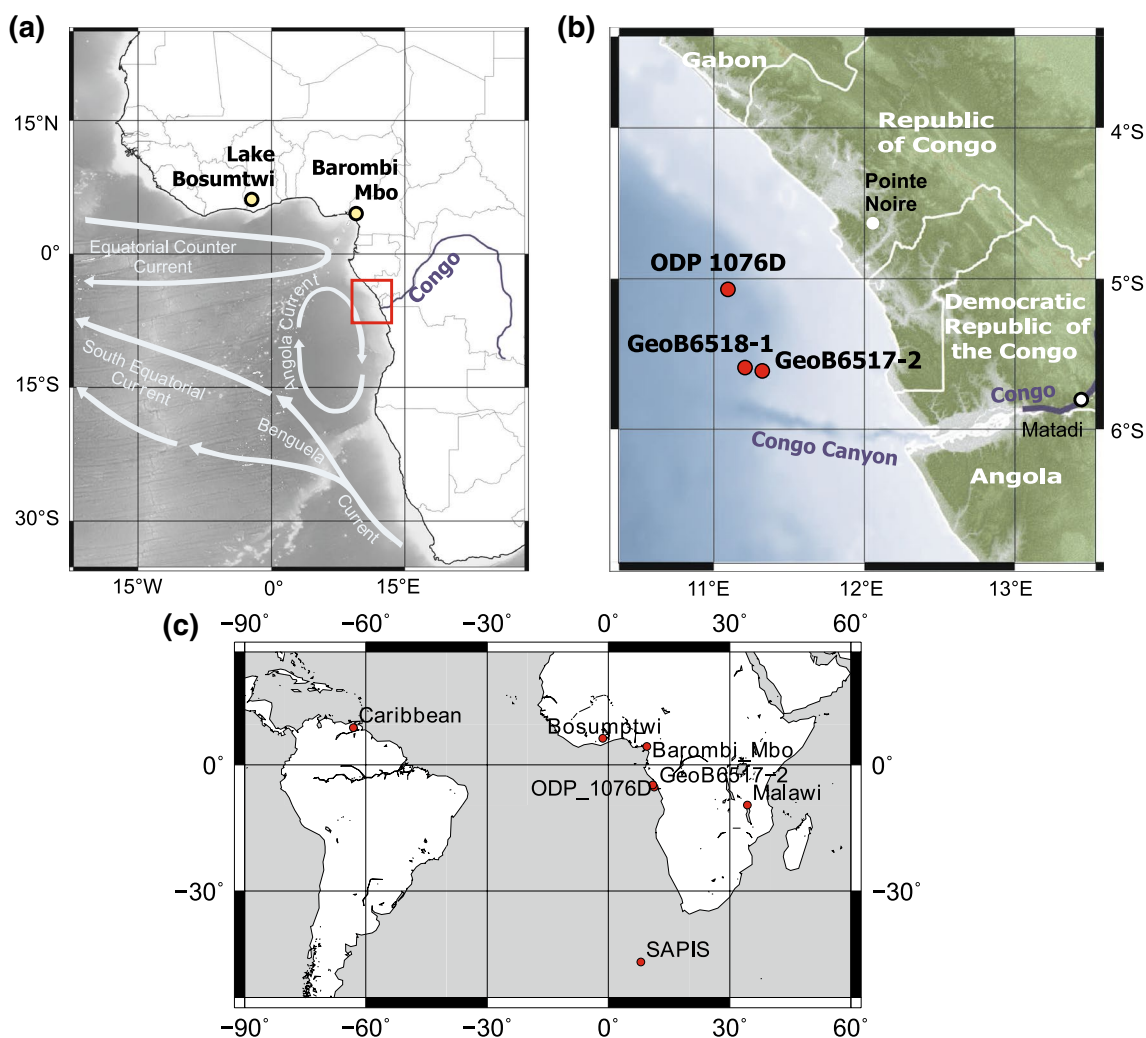 (a)
15°N
0°
15°S
30°S
15°W
0°
15°E
Lake
Bosumtwi
Barombi
Mbo
Equatorial Counter
Current
Congo
Angola Current
South Equatorial
Current
Benguela
Current
(b)
Gabon
Republic
of Congo
Pointe
Noire
ODP 1076D
Democratic
Republic of
the Congo
GeoB6518-1
GeoB6517-2
Congo
Matadi
Congo Canyon
Angola
4°S
5°S
6°S
11°E
12°E
13°E
(c)
−90° −60° −30° 0° 30° 60°
Caribbean
Bosumptwi
Barombi_Mbo
GeoB6517−2
ODP_1076D
Malawi
SAPIS
0° 0°
−30° −30°
−90° −60° −30° 0° 30° 60°